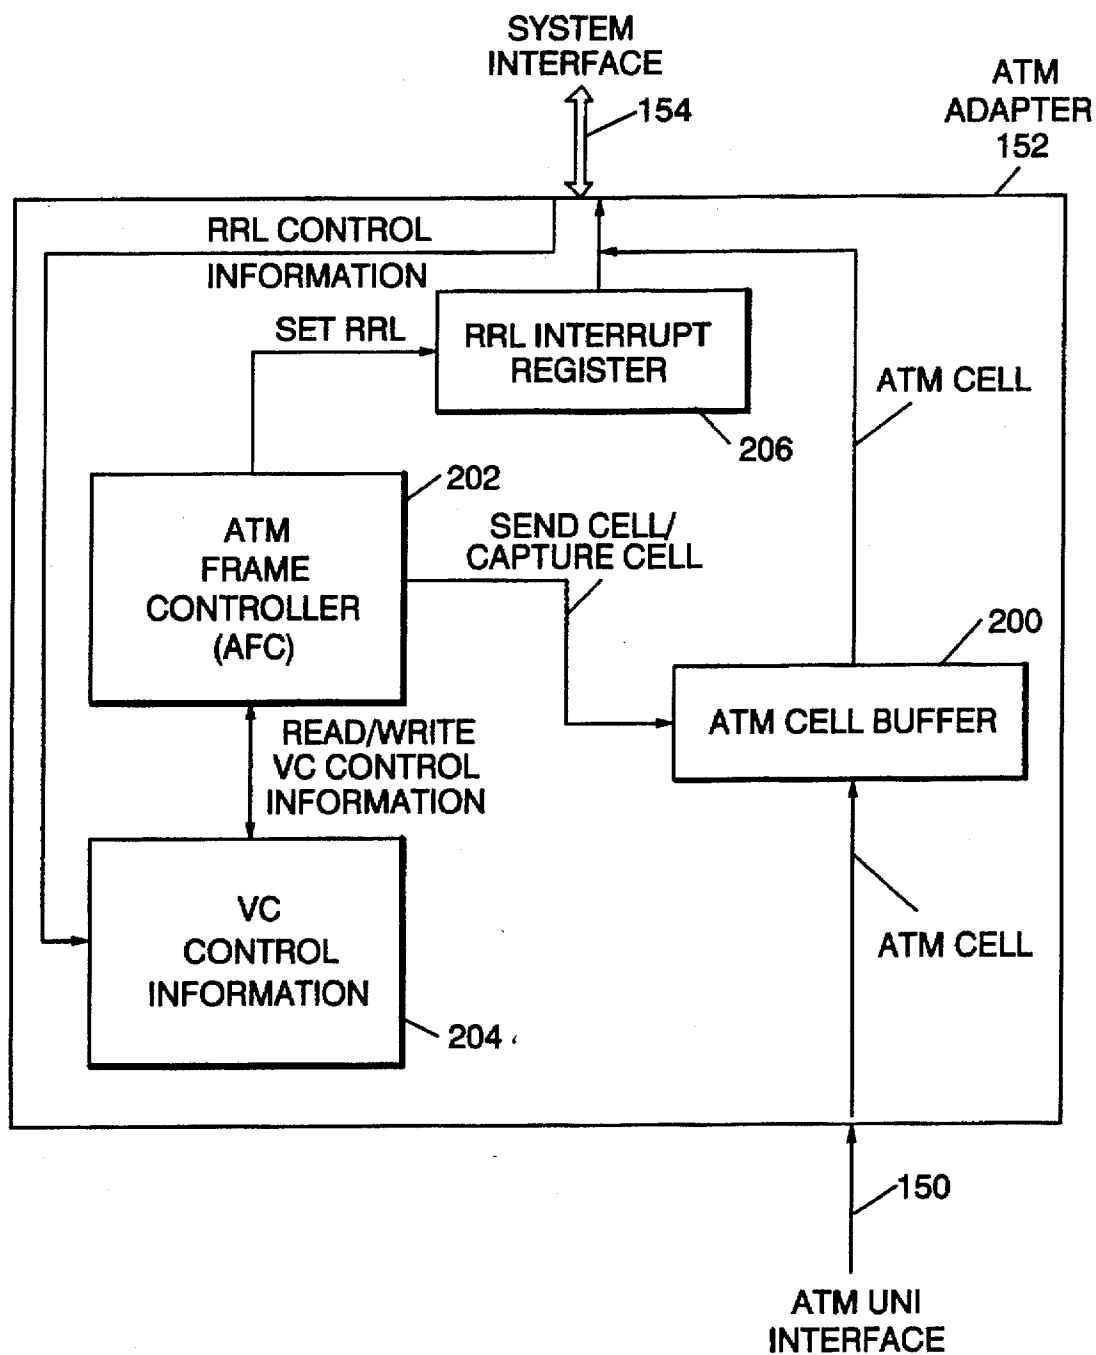 SYSTEM
INTERFACE
154
ATM
ADAPTER
152
RRL CONTROL
INFORMATION
SET RRL
RRL INTERRUPT
REGISTER
206
ATM CELL
202
ATM
FRAME
CONTROLLER
(AFC)
SEND CELL/
CAPTURE CELL
200
ATM CELL BUFFER
READ/WRITE
VC CONTROL
INFORMATION
VC
CONTROL
INFORMATION
204
ATM CELL
150
ATM UNI
INTERFACE